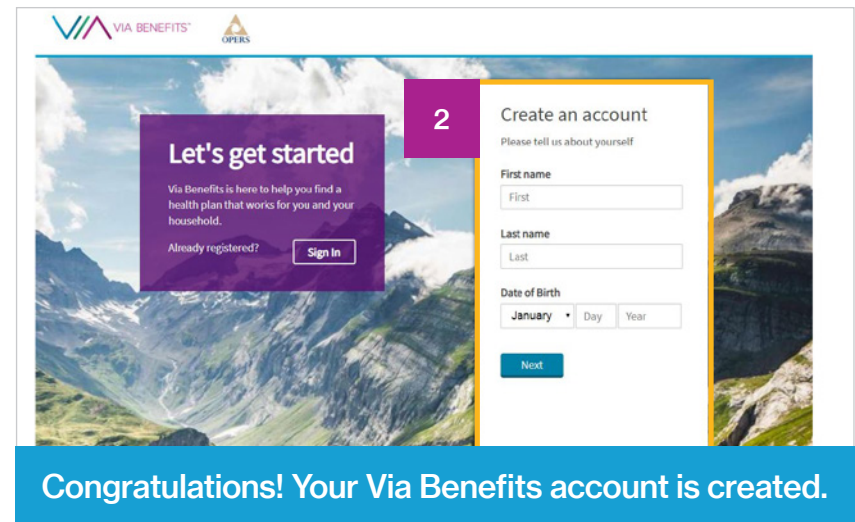 VIA BENEFITS™
OPERS
2
Let's get started
Via Benefits is here to help you find a
health plan that works for you and your
household.
Already registered?
Sign In
Create an account
Please tell us about yourself
First name
First
Last name
Last
Date of Birth
January Day Year
Next
Congratulations! Your Via Benefits account is created.